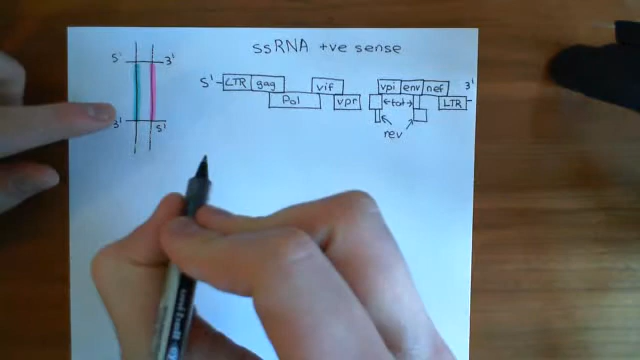 ssRNA +ve sense
5' 3'
3' 5'
5' LTR gag vif vpi env nef 3'
Pol vpr tat LTR
rev